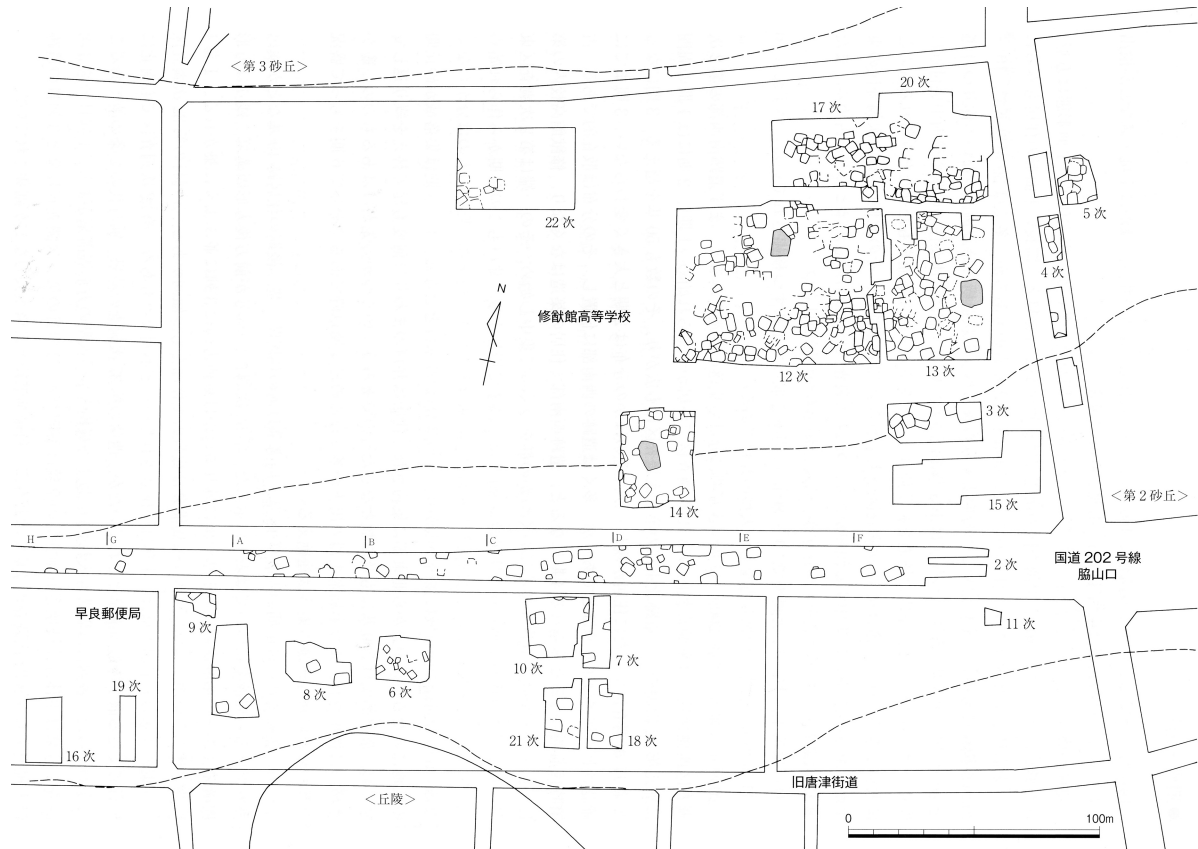 <第3砂丘>
20次
17次
22次
5次
4次
N
修猷館高等学校
12次
13次
3次
14次
15次
<第2砂丘>
H
G
A
B
C
D
E
F
2次
国道202号線
脇山口
早良郵便局
9次
10次
7次
11次
8次
6次
19次
16次
21次
18次
旧唐津街道
<丘陵>
0
100m